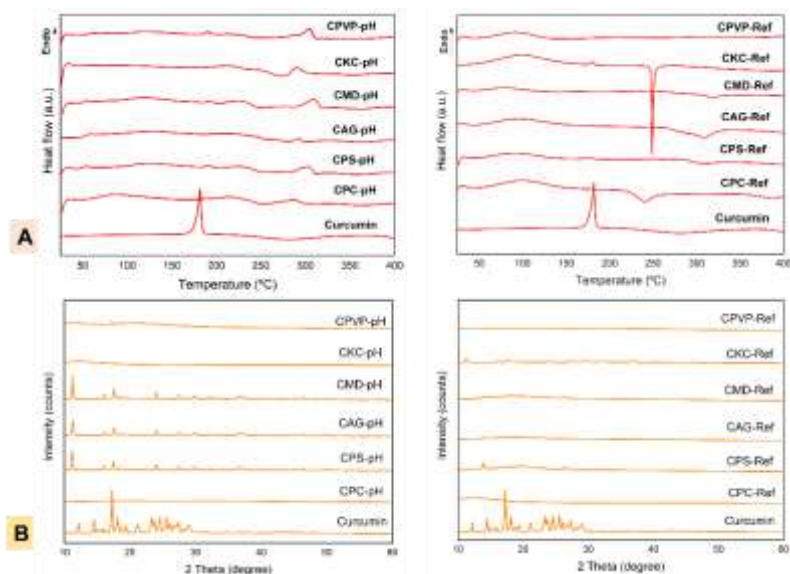 Endo
Heat flow (a.u.)
CPVP-pH
CKC-pH
CMD-pH
CAG-pH
CPS-pH
CPC-pH
Curcumin
50 100 150 200 250 300 350 400
Temperature (ºC)
A
Endo
Heat flow (a.u.)
CPVP-Ref
CKC-Ref
CMD-Ref
CAG-Ref
CPS-Ref
CPC-Ref
Curcumin
50 100 150 200 250 300 350 400
Temperature (ºC)
Intensity (counts)
CPVP-pH
CKC-pH
CMD-pH
CAG-pH
CPS-pH
CPC-pH
Curcumin
10 20 30 40 50 60
2 Theta (degree)
B
Intensity (counts)
CPVP-Ref
CKC-Ref
CMD-Ref
CAG-Ref
CPS-Ref
CPC-Ref
Curcumin
10 20 30 40 50 60
2 Theta (degree)